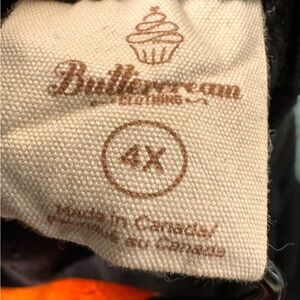 Buttercream
CLOTHING
4X
Made in Canada/
Fabriqué au Canada